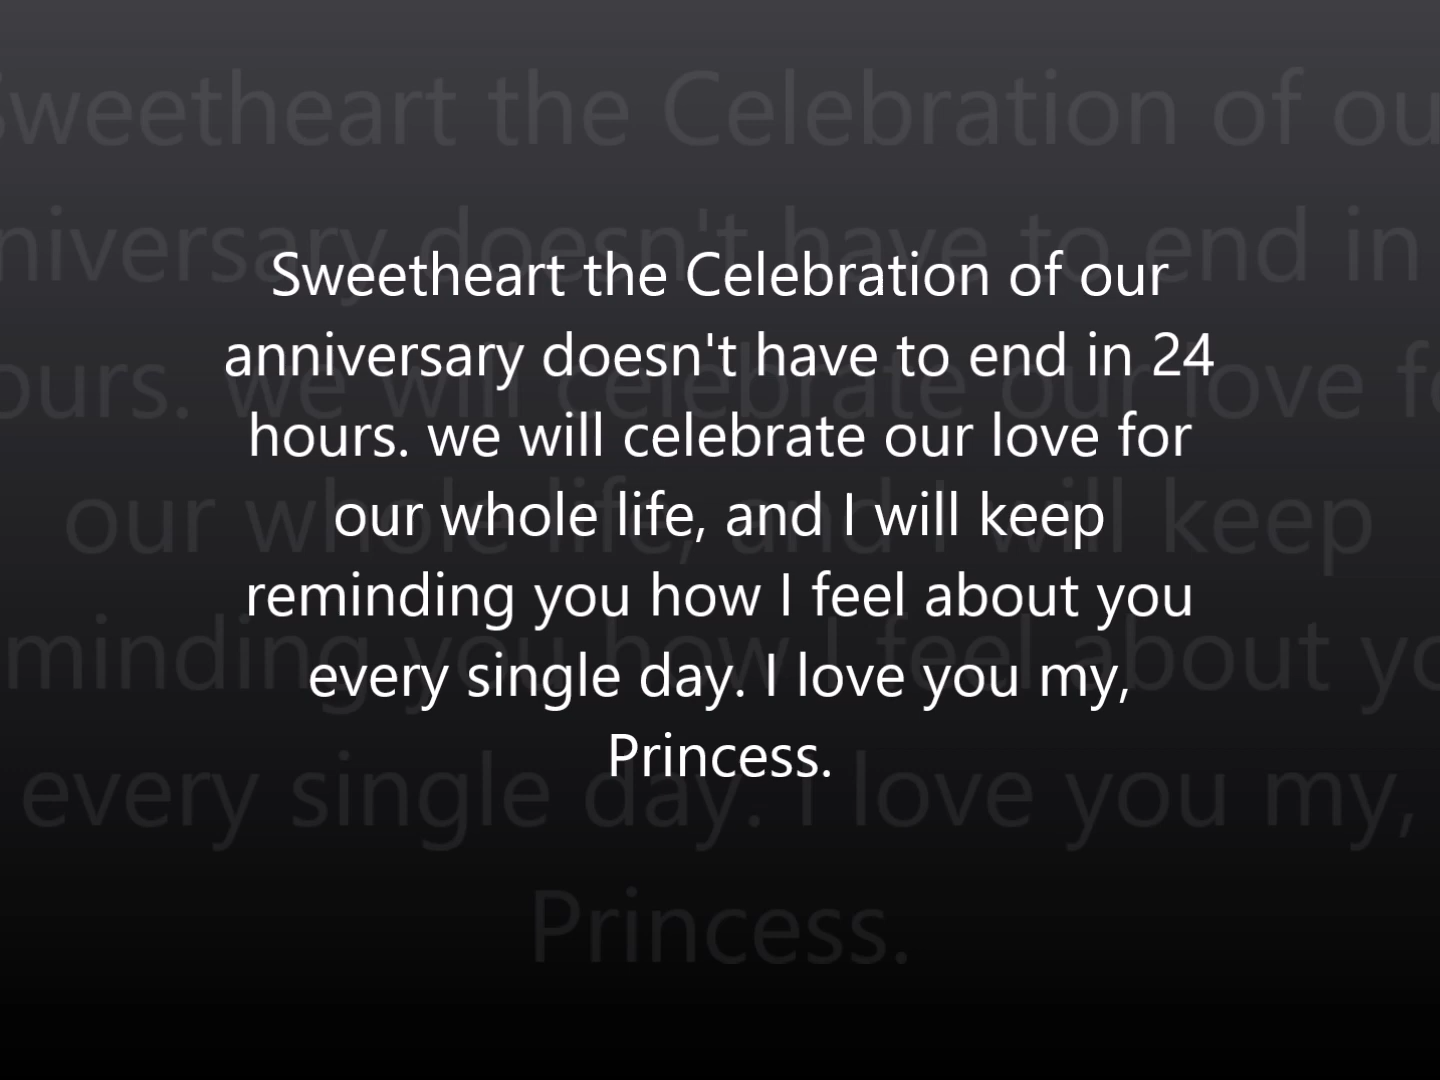 Sweetheart the Celebration of our
anniversary doesn't have to end in 24
hours. we will celebrate our love for
our whole life, and I will keep
reminding you how I feel about you
every single day. I love you my,
Princess.